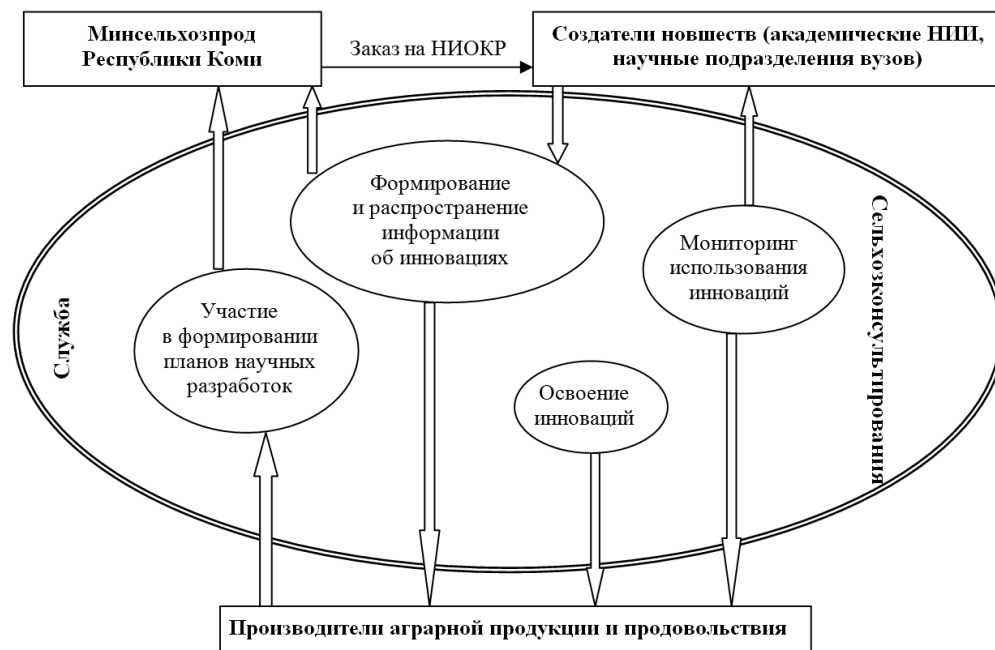 Минсельхозпрод
Республики Коми
Заказ на НИОКР
Создатели новшеств (академические НИИ,
научные подразделения вузов)
Формирование
и распространение
информации
об инновациях
Мониторинг
использования
инноваций
Служба
Сельхозконсультирования
Участие
в формировании
планов научных
разработок
Освоение
инноваций
Производители аграрной продукции и продовольствия